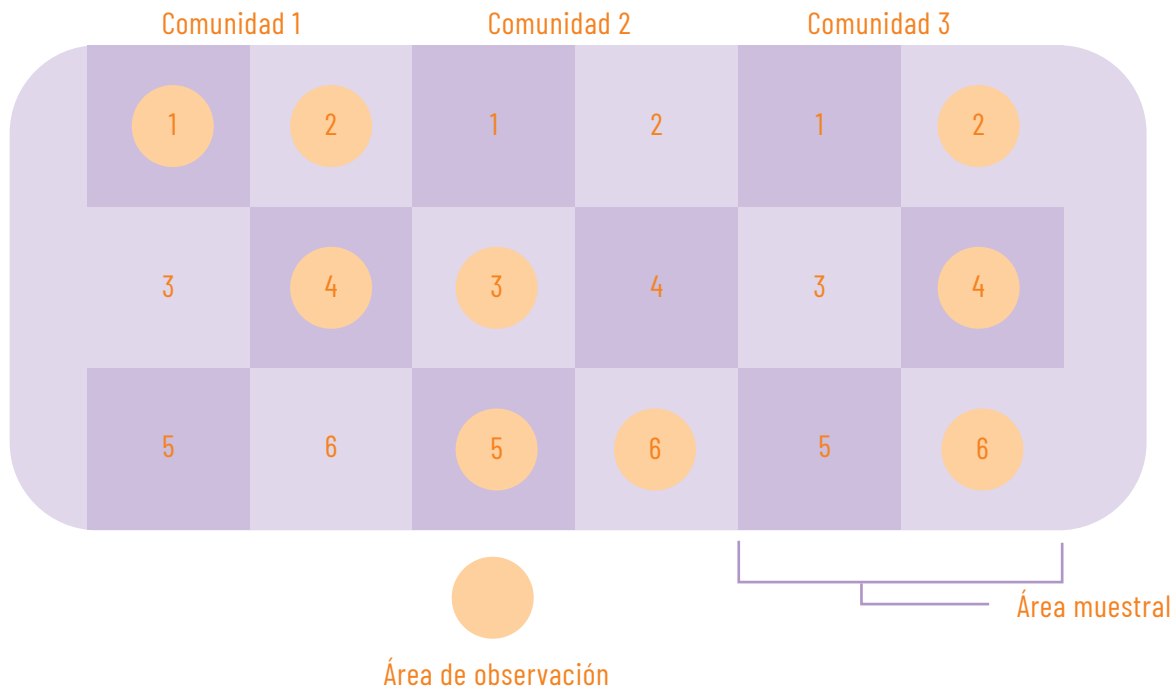 Comunidad 1 Comunidad 2 Comunidad 3
1 2 1 2 1 2
3 4 3 4 3 4
5 6 5 6 5 6
Área muestral
Área de observación